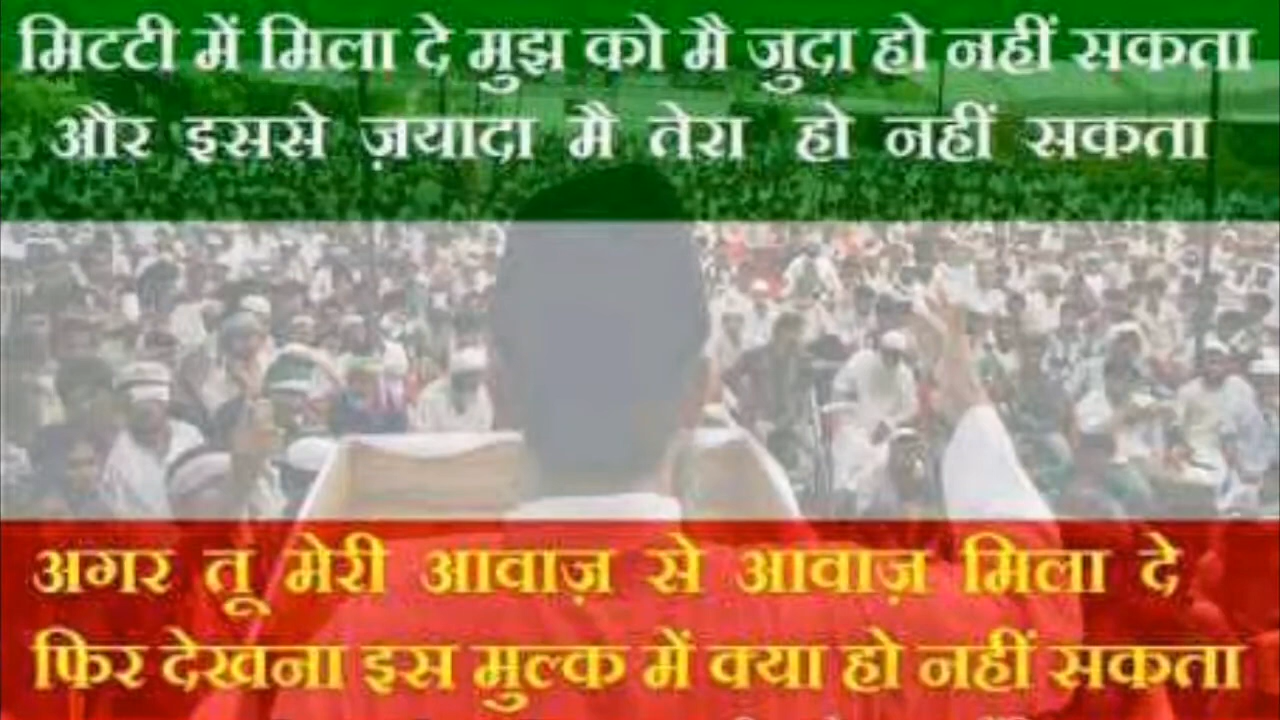 मिटटी में मिला दे मुझ को मै जुदा हो नहीं सकता
और इससे ज़यादा मै तेरा हो नहीं सकता
अगर तू मेरी आवाज़ से आवाज़ मिला दे
फिर देखना इस मुल्क में क्या हो नहीं सकता